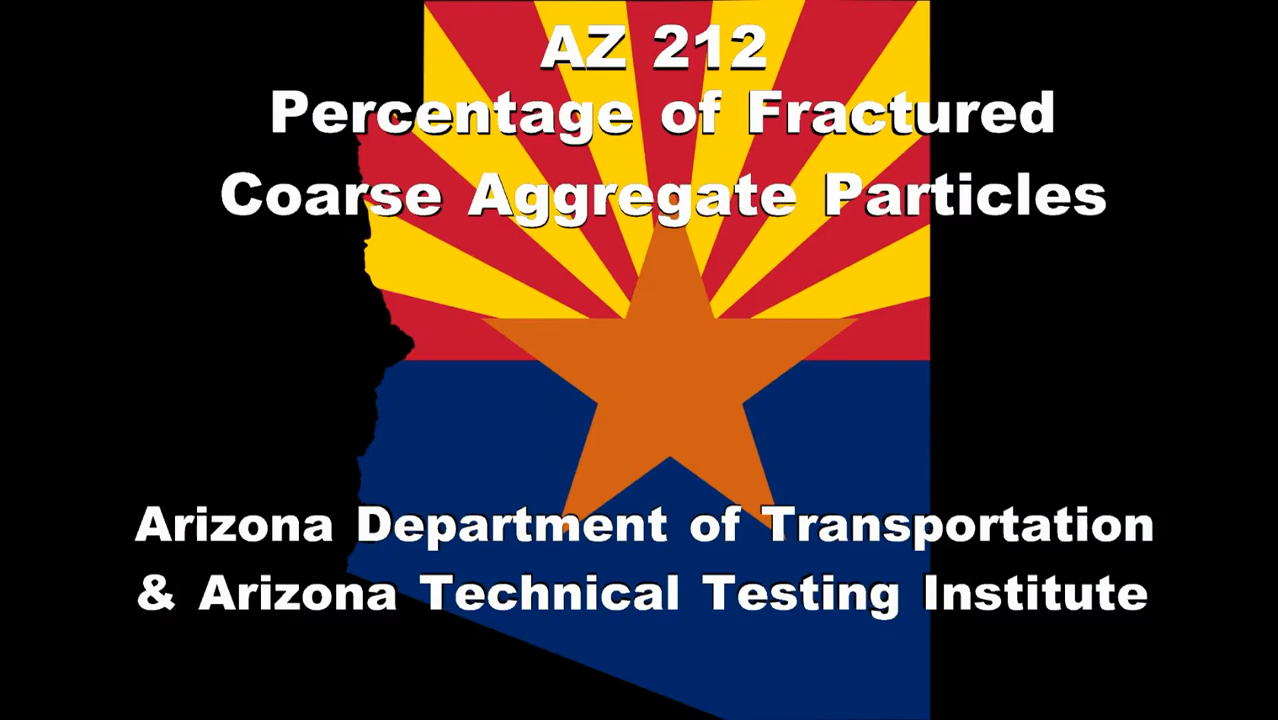 AZ 212
Percentage of Fractured
Coarse Aggregate Particles
Arizona Department of Transportation
& Arizona Technical Testing Institute